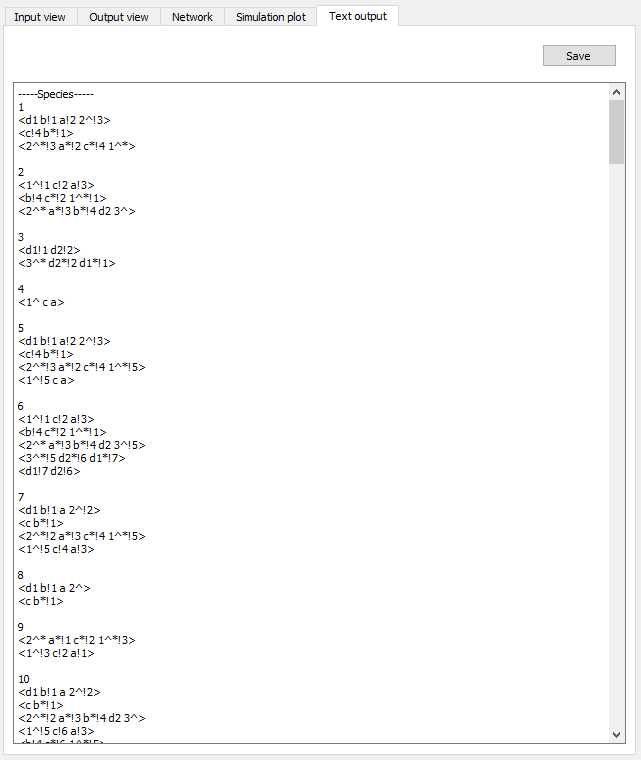 Input view Output view Network Simulation plot Text output
Save
-----Species-----
1
<d1 b!1 a!2 2^!3>
<c!4 b*!1>
<2^*!3 a*!2 c*!4 1^*>
2
<1^!1 c!2 a!3>
<b!4 c*!2 1^*!1>
<2^* a*!3 b*!4 d2 3^>
3
<d1!1 d2!2>
<3^* d2*!2 d1*!1>
4
<1^ c a>
5
<d1 b!1 a!2 2^!3>
<c!4 b*!1>
<2^*!3 a*!2 c*!4 1^*!5>
<1^!5 c a>
6
<1^!1 c!2 a!3>
<b!4 c*!2 1^*!1>
<2^* a*!3 b*!4 d2 3^!5>
<3^*!5 d2*!6 d1*!7>
<d1!7 d2!6>
7
<d1 b!1 a 2^!2>
<c b*!1>
<2^*!2 a*!3 c*!4 1^*!5>
<1^!5 c!4 a!3>
8
<d1 b!1 a 2^>
<c b*!1>
9
<2^* a*!1 c*!2 1^*!3>
<1^!3 c!2 a!1>
10
<d1 b!1 a 2^!2>
<c b*!1>
<2^*!2 a*!3 b*!4 d2 3^>
<1^!5 c!6 a!3>
<b!4 c*!6 1^*!5>